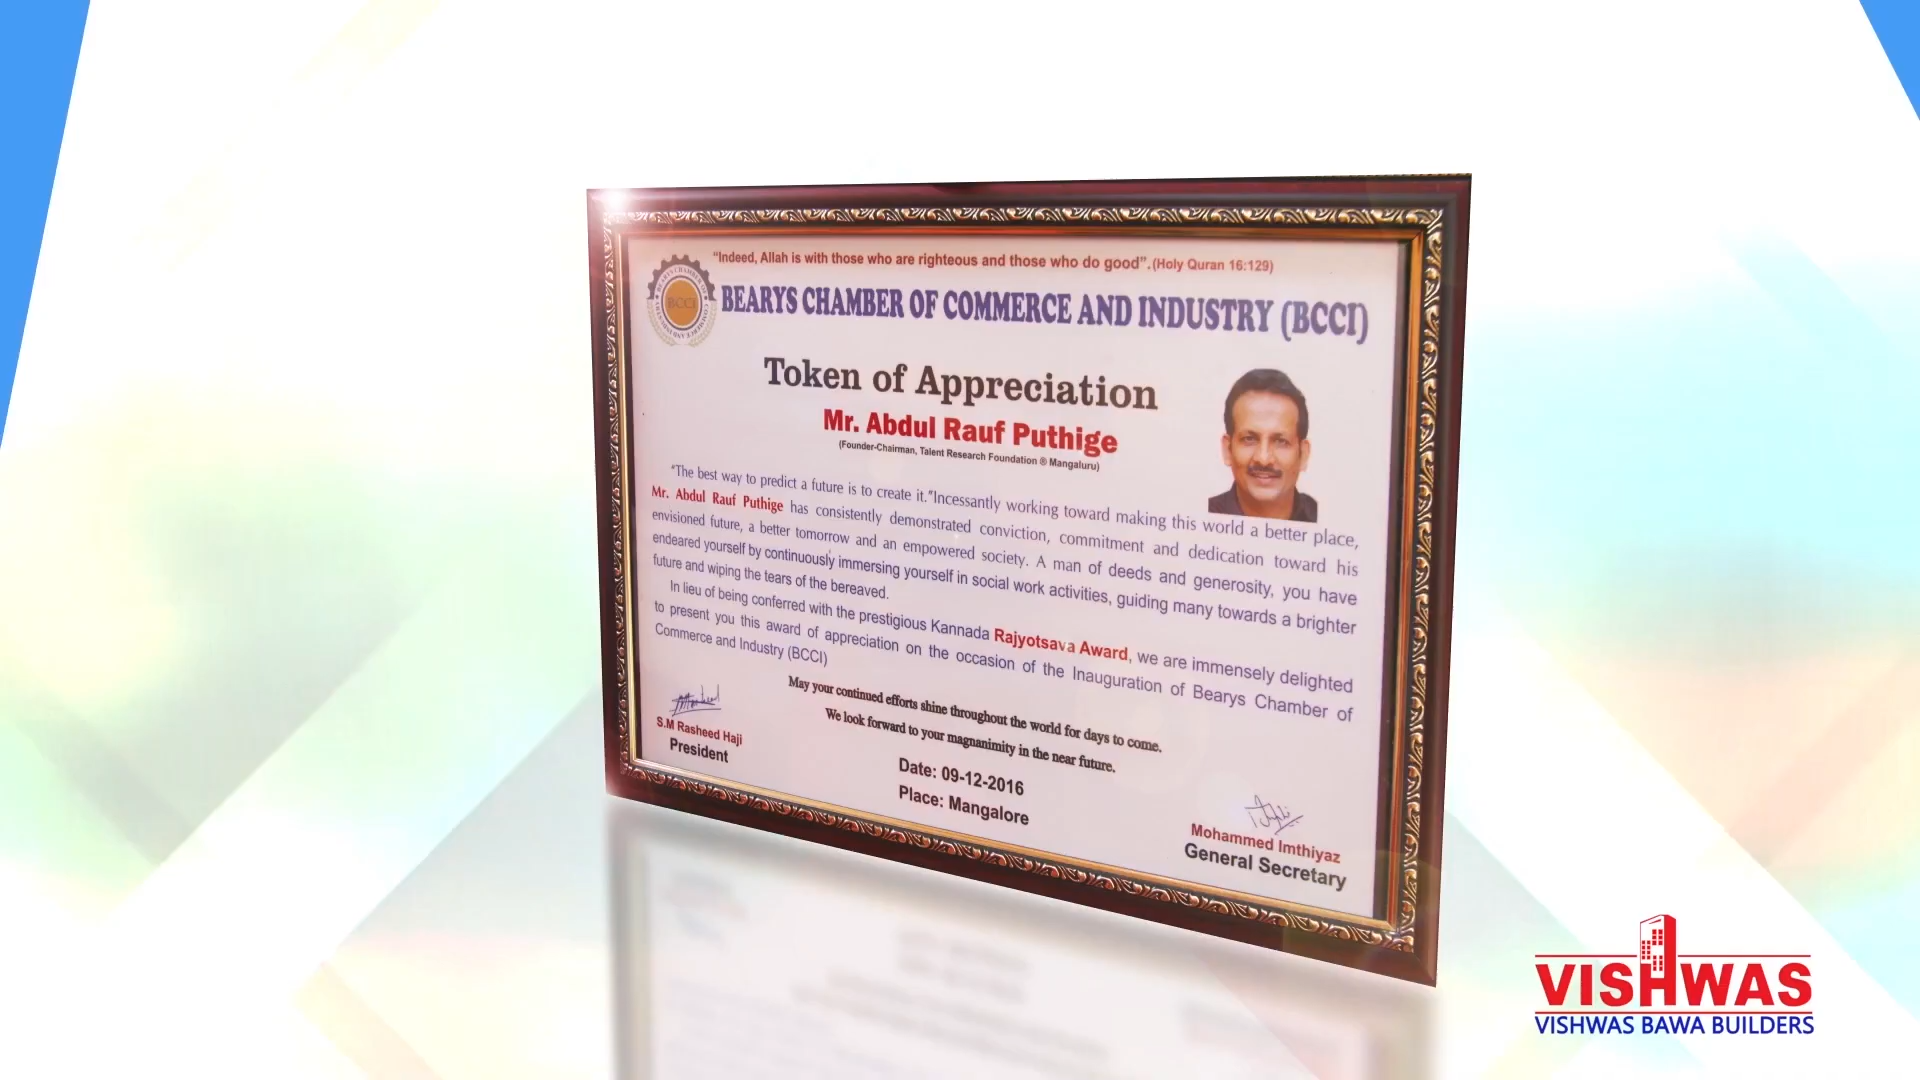 "Indeed, Allah is with those who are righteous and those who do good".(Holy Quran 16:129)
BCCI
BEARYS CHAMBER OF COMMERCE AND INDUSTRY (BCCI)
Token of Appreciation
Mr. Abdul Rauf Puthige
(Founder-Chairman, Talent Research Foundation ® Mangaluru)
"The best way to predict a future is to create it."Incessantly working toward making this world a better place,
Mr. Abdul Rauf Puthige has consistently demonstrated conviction, commitment and dedication toward his
envisioned future, a better tomorrow and an empowered society. A man of deeds and generosity, you have
endeared yourself by continuously immersing yourself in social work activities, guiding many towards a brighter
future and wiping the tears of the bereaved.
In lieu of being conferred with the prestigious Kannada Rajyotsava Award, we are immensely delighted
to present you this award of appreciation on the occasion of the Inauguration of Bearys Chamber of
Commerce and Industry (BCCI)
May your continued efforts shine throughout the world for days to come.
We look forward to your magnanimity in the near future.
S.M Rasheed Haji
President
Date: 09-12-2016
Place: Mangalore
Mohammed Imthiyaz
General Secretary
VISHWAS
VISHWAS BAWA BUILDERS